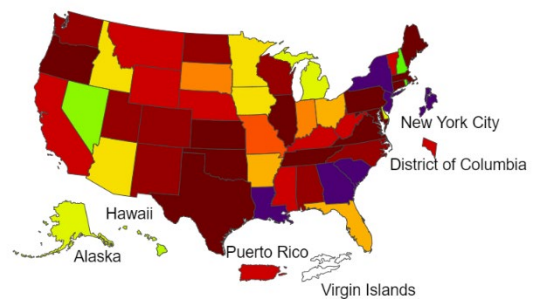 New York City
District of Columbia
Hawaii
Alaska
Puerto Rico
Virgin Islands